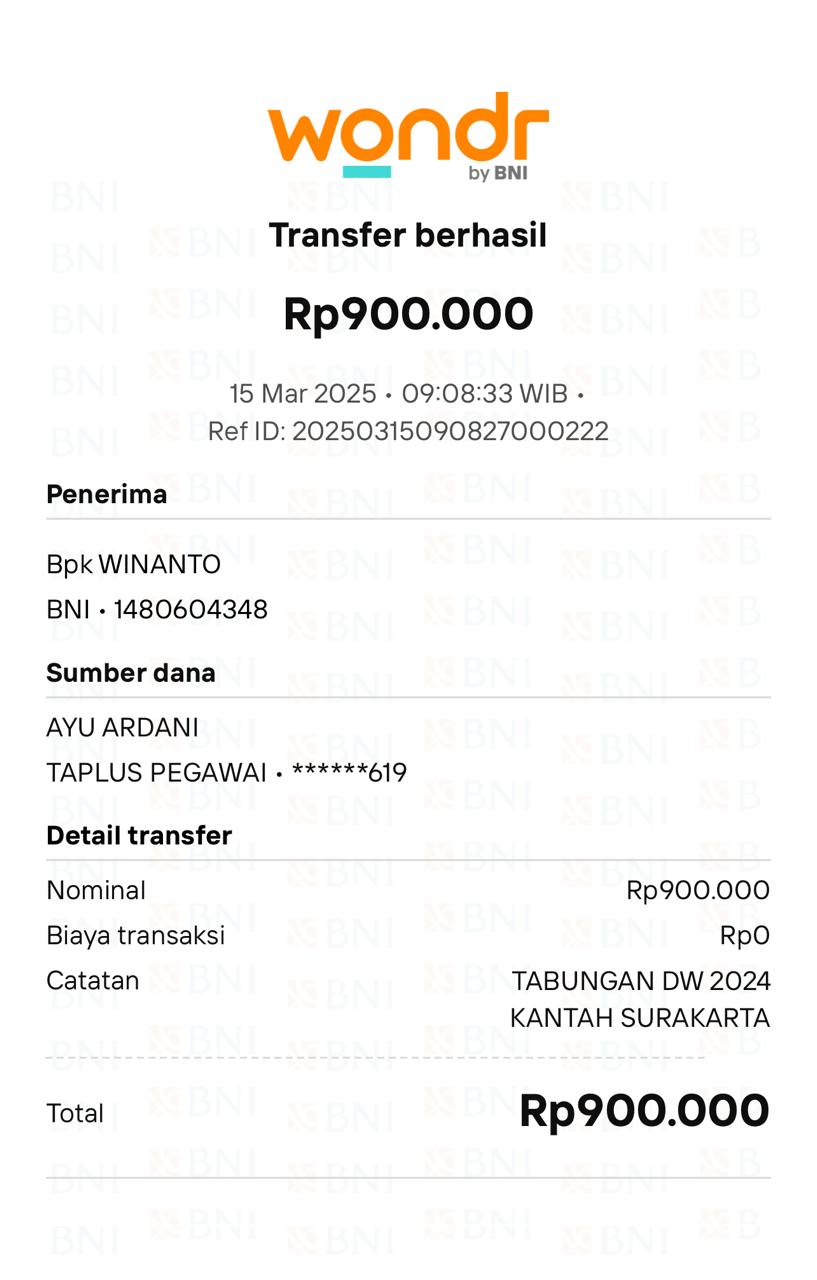 wondr
by BNI
Transfer berhasil
Rp900.000
15 Mar 2025 • 09:08:33 WIB •
Ref ID: 20250315090827000222
Penerima
Bpk WINANTO
BNI • 1480604348
Sumber dana
AYU ARDANI
TAPLUS PEGAWAI • ******619
Detail transfer
Nominal Rp900.000
Biaya transaksi Rp0
Catatan TABUNGAN DW 2024
KANTAH SURAKARTA
Total Rp900.000